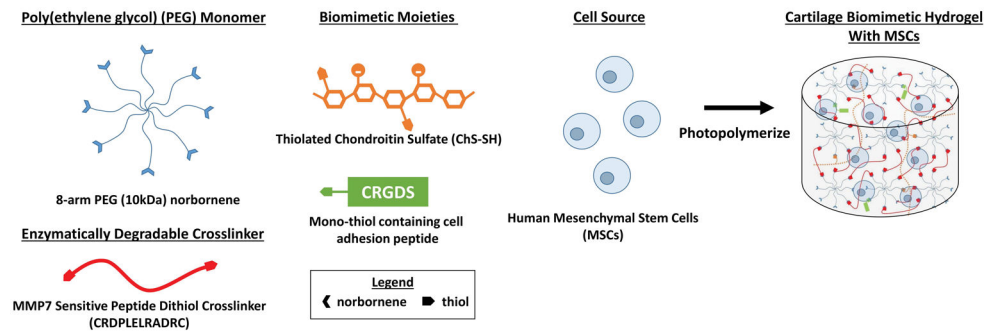 Poly(ethylene glycol) (PEG) Monomer
8-arm PEG (10kDa) norbornene
Enzymatically Degradable Crosslinker
MMP7 Sensitive Peptide Dithiol Crosslinker
(CRDPLELRADRC)
Biomimetic Moieties
Thiolated Chondroitin Sulfate (ChS-SH)
CRGDS
Mono-thiol containing cell
adhesion peptide
Legend
norbornene
thiol
Cell Source
Human Mesenchymal Stem Cells
(MSCs)
Photopolymerize
Cartilage Biomimetic Hydrogel
With MSCs